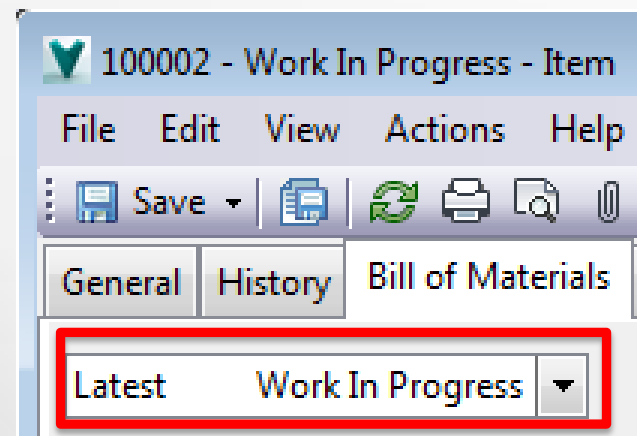 100002 - Work In Progress - Item
File Edit View Actions Help
Save
General History Bill of Materials
Latest Work In Progress